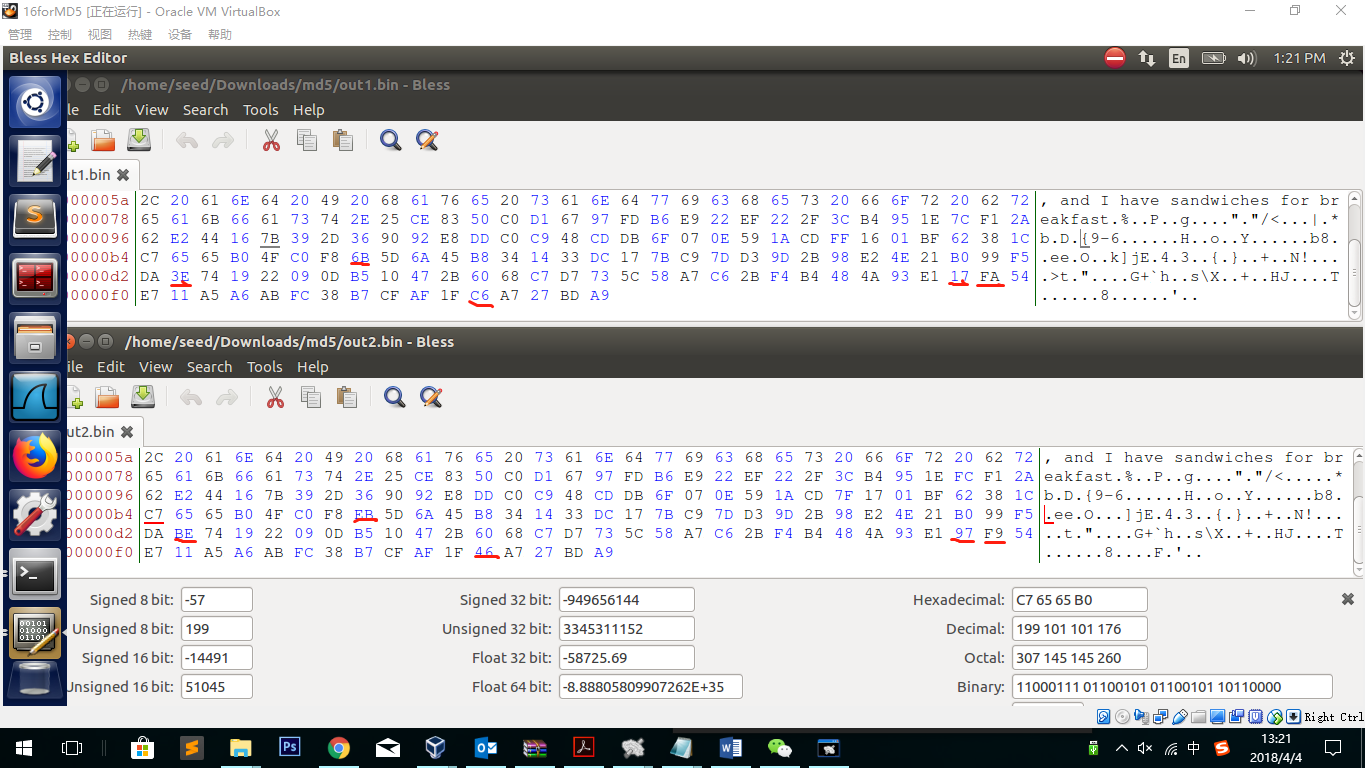 16forMD5 [正在运行] - Oracle VM VirtualBox
管理 控制 视图 热键 设备 帮助
Bless Hex Editor En 1:21 PM
/home/seed/Downloads/md5/out1.bin - Bless
le Edit View Search Tools Help
ut1.bin
000005a 2C 20 61 6E 64 20 49 20 68 61 76 65 20 73 61 6E 64 77 69 63 68 65 73 20 66 6F 72 20 62 72 , and I have sandwiches for br
0000078 65 61 6B 66 61 73 74 2E 25 CE 83 50 C0 D1 67 97 FD B6 E9 22 EF 22 2F 3C B4 95 1E 7C F1 2A eakfast.%..P..g...."."/<...|.*
0000096 62 E2 44 16 7B 39 2D 36 90 92 E8 DD C0 C9 48 CD DB 6F 07 0E 59 1A CD FF 16 01 BF 62 38 1C b.D.{9-6......H..o..Y......b8.
00000b4 C7 65 65 B0 4F C0 F8 6B 5D 6A 45 B8 34 14 33 DC 17 7B C9 7D D3 9D 2B 98 E2 4E 21 B0 99 F5 .ee.O..k]jE.4.3..{.}..+..N!...
00000d2 DA 3E 74 19 22 09 0D B5 10 47 2B 60 68 C7 D7 73 5C 58 A7 C6 2B F4 B4 48 4A 93 E1 17 FA 54 .>t."....G+`h..s\X..+..HJ....T
00000f0 E7 11 A5 A6 AB FC 38 B7 CF AF 1F C6 A7 27 BD A9 ......8......'..
/home/seed/Downloads/md5/out2.bin - Bless
ile Edit View Search Tools Help
ut2.bin
000005a 2C 20 61 6E 64 20 49 20 68 61 76 65 20 73 61 6E 64 77 69 63 68 65 73 20 66 6F 72 20 62 72 , and I have sandwiches for br
0000078 65 61 6B 66 61 73 74 2E 25 CE 83 50 C0 D1 67 97 FD B6 E9 22 EF 22 2F 3C B4 95 1E FC F1 2A eakfast.%..P..g...."."/<.....*
0000096 62 E2 44 16 7B 39 2D 36 90 92 E8 DD C0 C9 48 CD DB 6F 07 0E 59 1A CD 7F 17 01 BF 62 38 1C b.D.{9-6......H..o..Y......b8.
00000b4 C7 65 65 B0 4F C0 F8 EB 5D 6A 45 B8 34 14 33 DC 17 7B C9 7D D3 9D 2B 98 E2 4E 21 B0 99 F5 .ee.O...]jE.4.3..{.}..+..N!...
00000d2 DA BE 74 19 22 09 0D B5 10 47 2B 60 68 C7 D7 73 5C 58 A7 C6 2B F4 B4 48 4A 93 E1 97 F9 54 ..t."....G+`h..s\X..+..HJ....T
00000f0 E7 11 A5 A6 AB FC 38 B7 CF AF 1F 46 A7 27 BD A9 ......8....F.'..
Signed 8 bit: -57 Signed 32 bit: -949656144 Hexadecimal: C7 65 65 B0
Unsigned 8 bit: 199 Unsigned 32 bit: 3345311152 Decimal: 199 101 101 176
Signed 16 bit: -14491 Float 32 bit: -58725.69 Octal: 307 145 145 260
Unsigned 16 bit: 51045 Float 64 bit: -8.88805809907262E+35 Binary: 11000111 01100101 01100101 10110000
Right Ctrl
中 13:21
2018/4/4